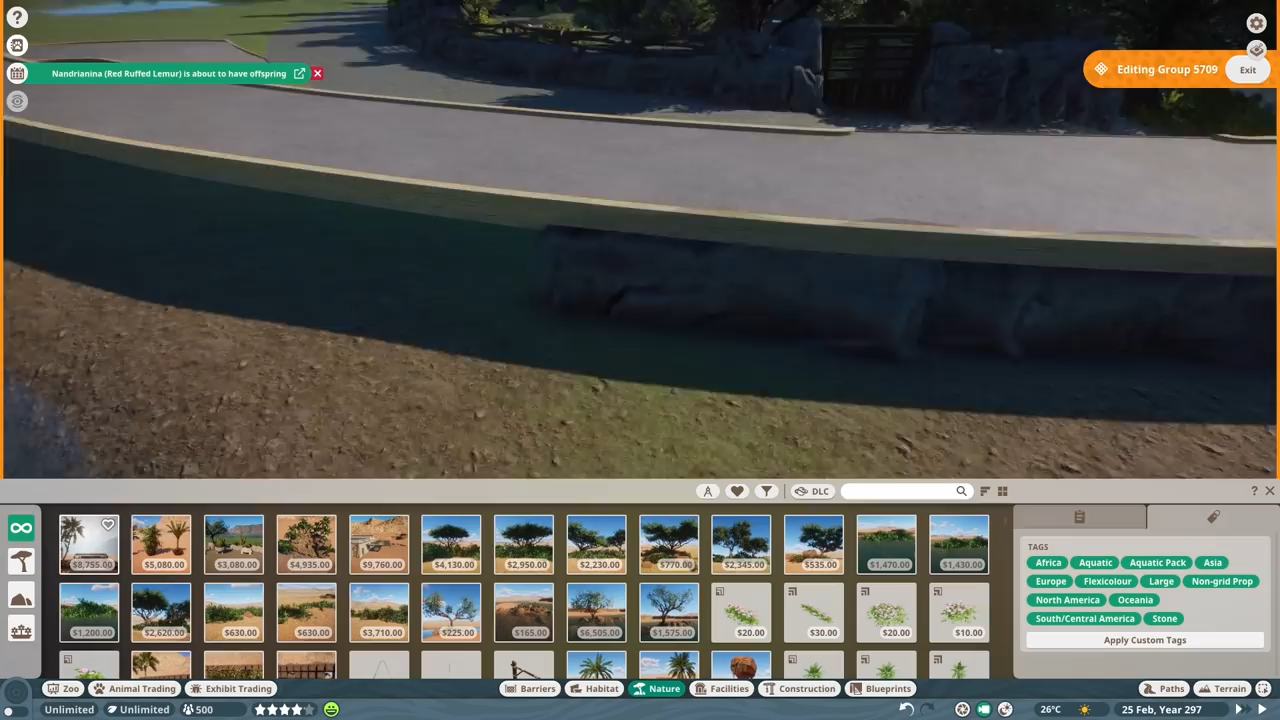 ?
Nandrianina (Red Ruffed Lemur) is about to have offspring
Editing Group 5709
Exit
DLC
?
$8,755.00
$5,080.00
$3,080.00
$4,935.00
$9,760.00
$4,130.00
$2,950.00
$2,230.00
$770.00
$2,345.00
$535.00
$1,470.00
$1,430.00
$1,200.00
$2,620.00
$630.00
$630.00
$3,710.00
$225.00
$165.00
$6,505.00
$1,575.00
$20.00
$30.00
$20.00
$10.00
TAGS
Africa Aquatic Aquatic Pack Asia
Europe Flexicolour Large Non-grid Prop
North America Oceania
South/Central America Stone
Apply Custom Tags
Zoo Animal Trading Exhibit Trading Barriers Habitat Nature Facilities Construction Blueprints Paths Terrain
Unlimited Unlimited 500 26°C 25 Feb, Year 297